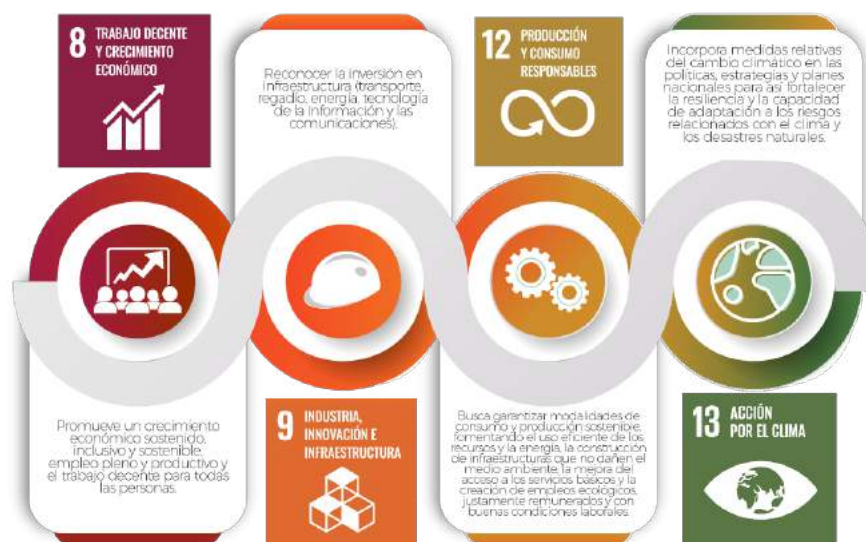 8 TRABAJO DECENTE
Y CRECIMIENTO
ECONÓMICO
Promueve un crecimiento
económico sostenido,
inclusivo y sostenible,
empleo pleno y productivo y
el trabajo decente para todas
las personas.
Reconocer la inversión en
infraestructura (transporte,
regadío, energía, tecnología
de la información y las
comunicaciones).
9 INDUSTRIA,
INNOVACIÓN E
INFRAESTRUCTURA
12 PRODUCCIÓN
Y CONSUMO
RESPONSABLES
Busca garantizar modalidades de
consumo y producción sostenible,
fomentando el uso eficiente de los
recursos y la energía, la construcción
de infraestructuras que no dañen el
medio ambiente, la mejora del
acceso a los servicios básicos y la
creación de empleos ecológicos,
justamente remunerados y con
buenas condiciones laborales.
Incorpora medidas relativas
del cambio climático en las
políticas, estrategias y planes
nacionales para así fortalecer
la resiliencia y la capacidad
de adaptación a los riesgos
relacionados con el clima y
los desastres naturales.
13 ACCIÓN
POR EL CLIMA